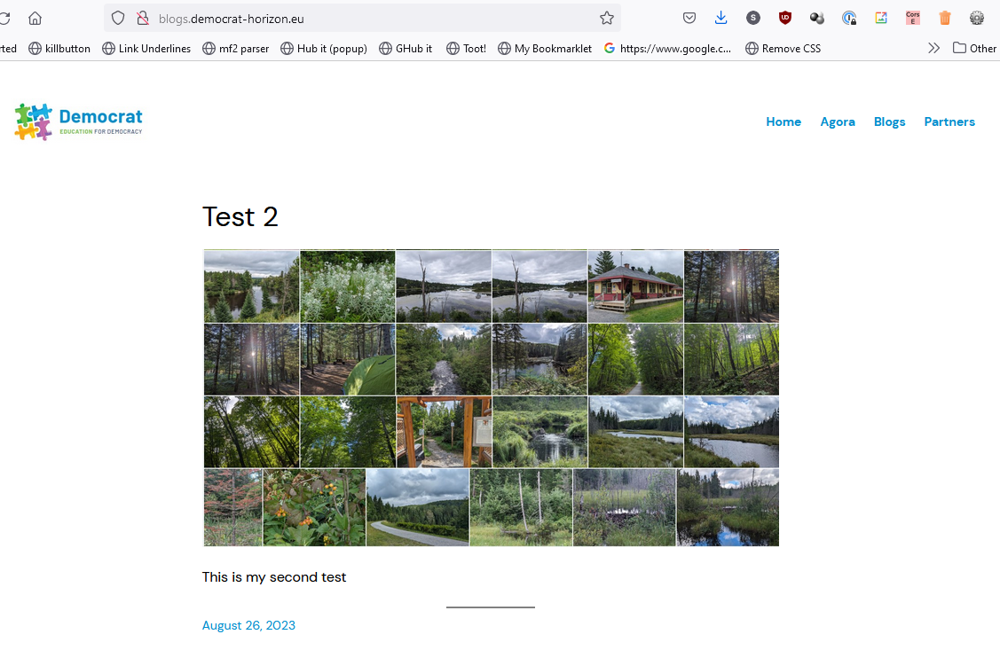 blogs.democrat-horizon.eu
S
UD
Cors
E
rted killbutton Link Underlines mf2 parser Hub it (popup) GHub it Toot! My Bookmarklet G https://www.google.c... Remove CSS Other
Democrat
EDUCATION FOR DEMOCRACY
Home Agora Blogs Partners
Test 2
This is my second test
August 26, 2023